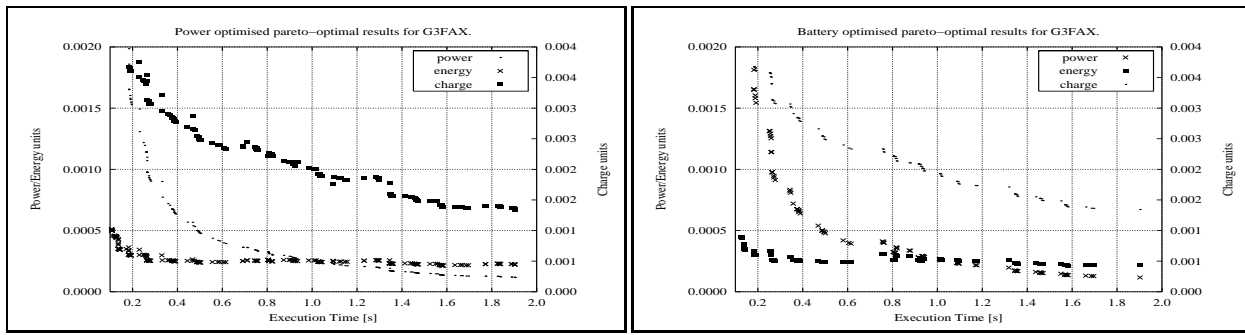 Power optimised pareto-optimal results for G3FAX.
power
energy
charge
0.0020
0.0015
0.0010
0.0005
0.0000
Power/Energy units
0.004
0.004
0.003
0.003
0.002
0.002
0.001
0.001
0.000
Charge units
0.2 0.4 0.6 0.8 1.0 1.2 1.4 1.6 1.8 2.0
Execution Time [s]
Battery optimised pareto-optimal results for G3FAX.
power
energy
charge
0.0020
0.0015
0.0010
0.0005
0.0000
Power/Energy units
0.004
0.004
0.003
0.003
0.002
0.002
0.001
0.001
0.000
Charge units
0.2 0.4 0.6 0.8 1.0 1.2 1.4 1.6 1.8 2.0
Execution Time [s]